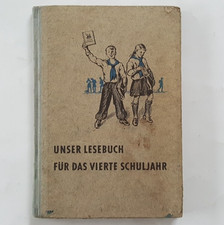 UNSER LESEBUCH
FÜR DAS VIERTE SCHULJAHR